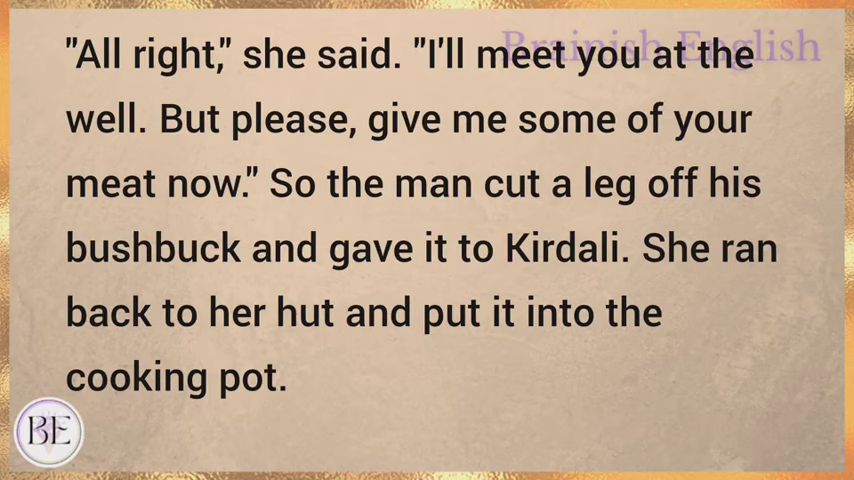 Brainish English
"All right," she said. "I'll meet you at the
well. But please, give me some of your
meat now." So the man cut a leg off his
bushbuck and gave it to Kirdali. She ran
back to her hut and put it into the
cooking pot.
BE